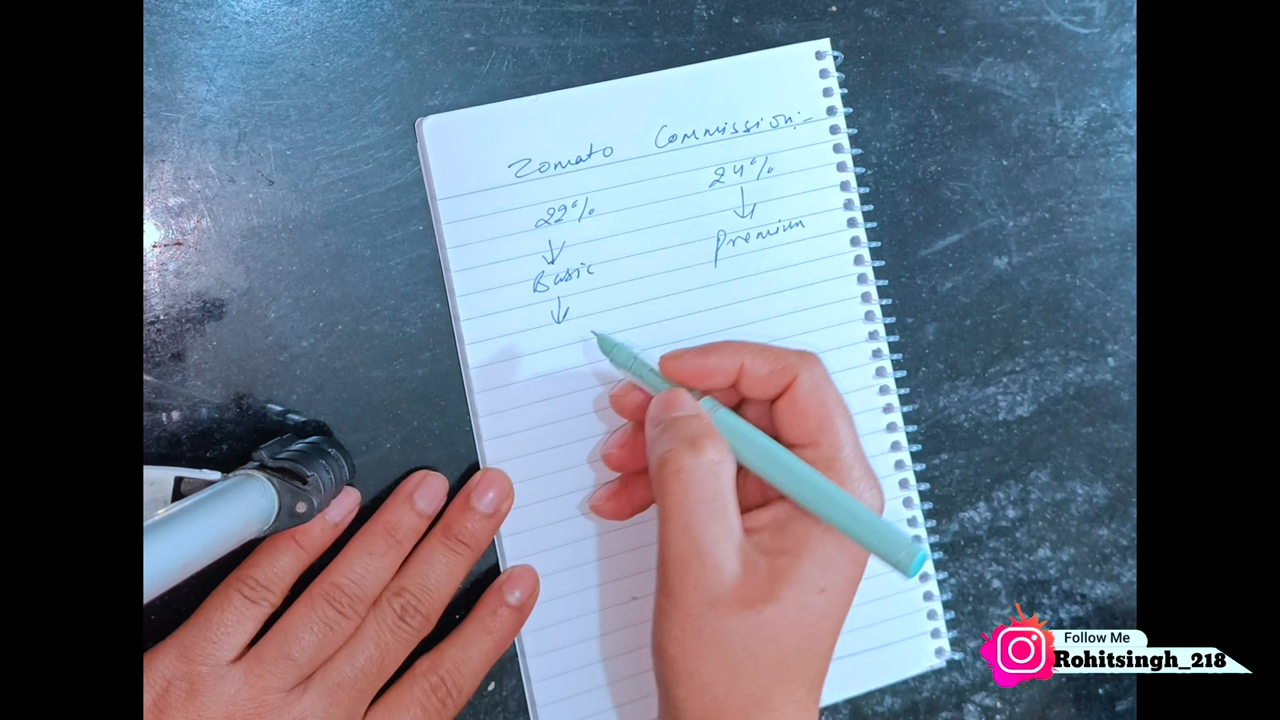 Zomato Commission:-
22% 24%
↓ ↓
Basic Premium
↓
Follow Me
Rohitsingh_218